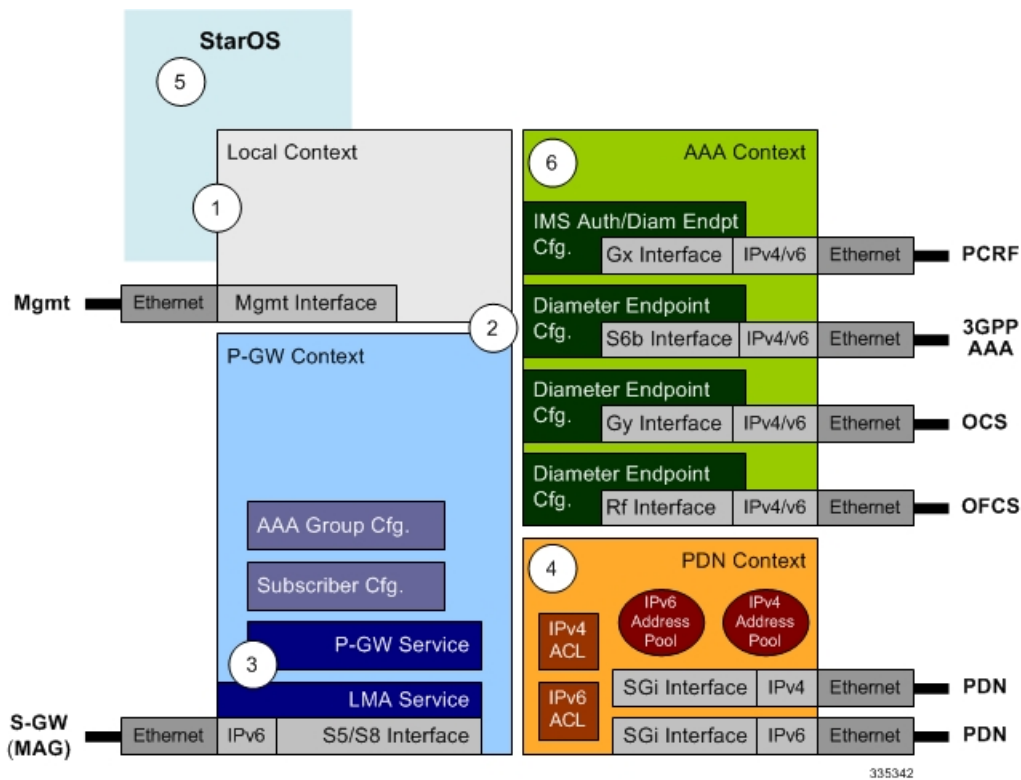 StarOS
5
Local Context
1
Mgmt
Ethernet
Mgmt Interface
2
P-GW Context
AAA Group Cfg.
Subscriber Cfg.
P-GW Service
3
LMA Service
S-GW
(MAG)
Ethernet
IPv6
S5/S8 Interface
6
AAA Context
IMS Auth/Diam Endpt
Cfg.
Gx Interface
IPv4/v6
Ethernet
PCRF
Diameter Endpoint
Cfg.
S6b Interface
IPv4/v6
Ethernet
3GPP
AAA
Diameter Endpoint
Cfg.
Gy Interface
IPv4/v6
Ethernet
OCS
Diameter Endpoint
Cfg.
Rf Interface
IPv4/v6
Ethernet
OFCS
4
PDN Context
IPv4
ACL
IPv6
Address
Pool
IPv4
Address
Pool
IPv6
ACL
SGi Interface
IPv4
Ethernet
PDN
SGi Interface
IPv6
Ethernet
PDN
335342